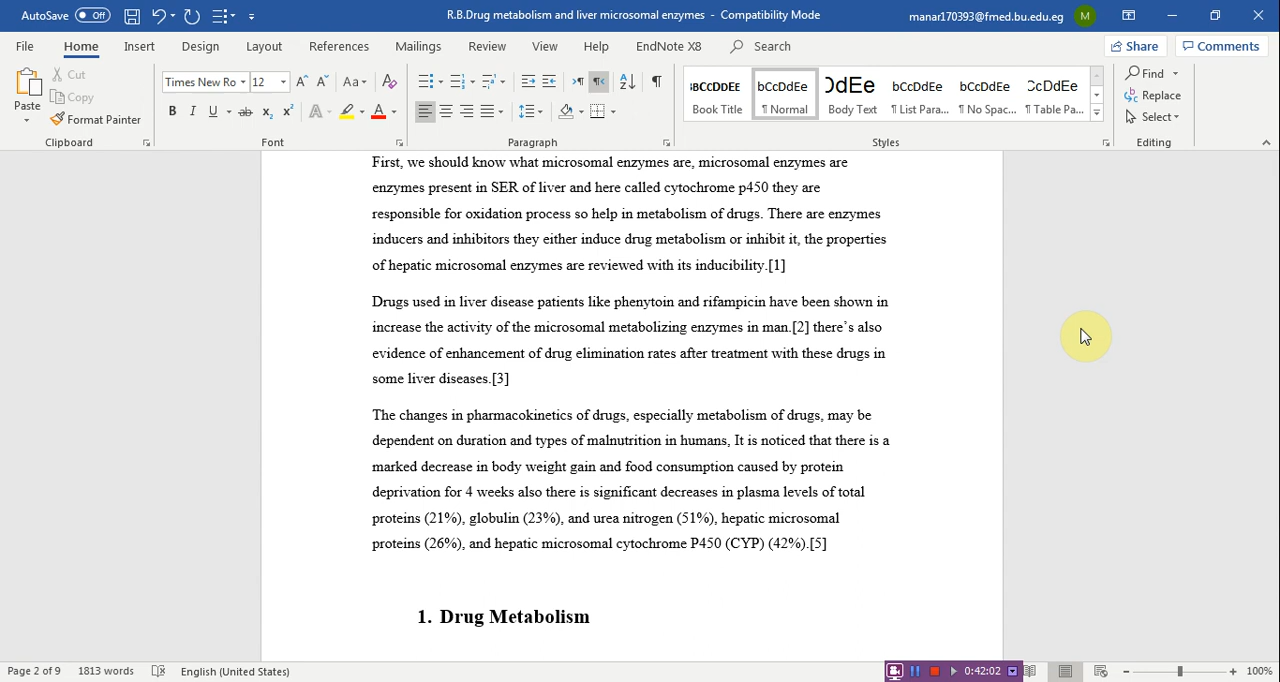 AutoSave Off R.B.Drug metabolism and liver microsomal enzymes - Compatibility Mode manar170393@fmed.bu.edu.eg M
File Home Insert Design Layout References Mailings Review View Help EndNote X8 Search Share Comments
Paste
Cut
Copy
Format Painter
Clipboard
Times New Ro 12
Aa
B I U ab x₂ x² A A
Font
Paragraph
BCCDDEE bCcDdEe DdEe bCcDdEe bCcDdEe CcDdEe
Book Title ¶ Normal Body Text ¶ List Para... ¶ No Spac... ¶ Table Pa...
Styles
Find
Replace
Select
Editing
First, we should know what microsomal enzymes are, microsomal enzymes are
enzymes present in SER of liver and here called cytochrome p450 they are
responsible for oxidation process so help in metabolism of drugs. There are enzymes
inducers and inhibitors they either induce drug metabolism or inhibit it, the properties
of hepatic microsomal enzymes are reviewed with its inducibility.[1]
Drugs used in liver disease patients like phenytoin and rifampicin have been shown in
increase the activity of the microsomal metabolizing enzymes in man.[2] there’s also
evidence of enhancement of drug elimination rates after treatment with these drugs in
some liver diseases.[3]
The changes in pharmacokinetics of drugs, especially metabolism of drugs, may be
dependent on duration and types of malnutrition in humans, It is noticed that there is a
marked decrease in body weight gain and food consumption caused by protein
deprivation for 4 weeks also there is significant decreases in plasma levels of total
proteins (21%), globulin (23%), and urea nitrogen (51%), hepatic microsomal
proteins (26%), and hepatic microsomal cytochrome P450 (CYP) (42%).[5]
1. Drug Metabolism
Page 2 of 9 1813 words English (United States) 0:42:02 100%